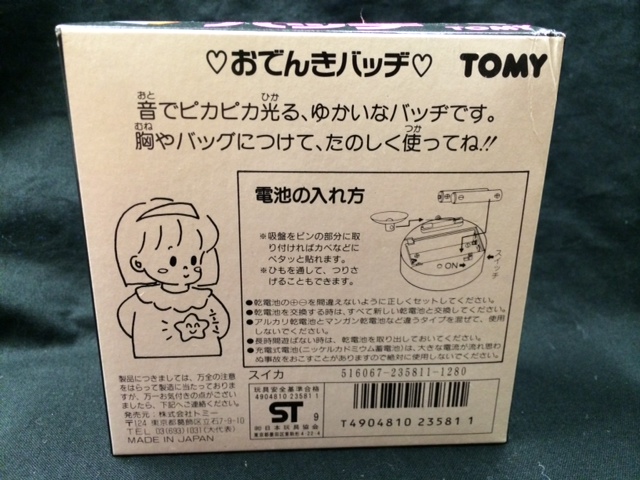 ♡おでんきバッヂ♡ TOMY
音でピカピカ光る、ゆかいなバッヂです。
胸やバッグにつけて、たのしく使ってね!!
電池の入れ方
※吸盤をピンの部分に取
り付ければカベなどに
ペタッと貼れます。
※ひもを通して、つりさ
げることもできます。
スイッチ
ON
●乾電池の⊕⊖を間違えないように正しくセットしてください。
●乾電池を交換する時は、すべて新しい乾電池と交換してください。
●アルカリ乾電池とマンガン乾電池など違うタイプを混ぜて、使用
しないでください。
●長時間遊ばない時は、乾電池を取り出しておいてください。
●充電式電池(ニッケルカドミウム蓄電池)は、大きな電流が流れ思わ
ぬ事故をおこすことがありますので絶対に使用しないでください。
スイカ 516067-235811-1280
製品につきましては、万全の注意
をはらって製造に当たっております
が、万一お気付きの点がござい
ましたら、下記へご連絡ください。
発売元:株式会社トミー
〒124 東京都葛飾区立石7-9-10
TEL 03(693)1031(大代表)
MADE IN JAPAN
玩具安全基準合格
4904810 23581 1
ST 9
㈳日本玩具協会
T4904810 23581 1